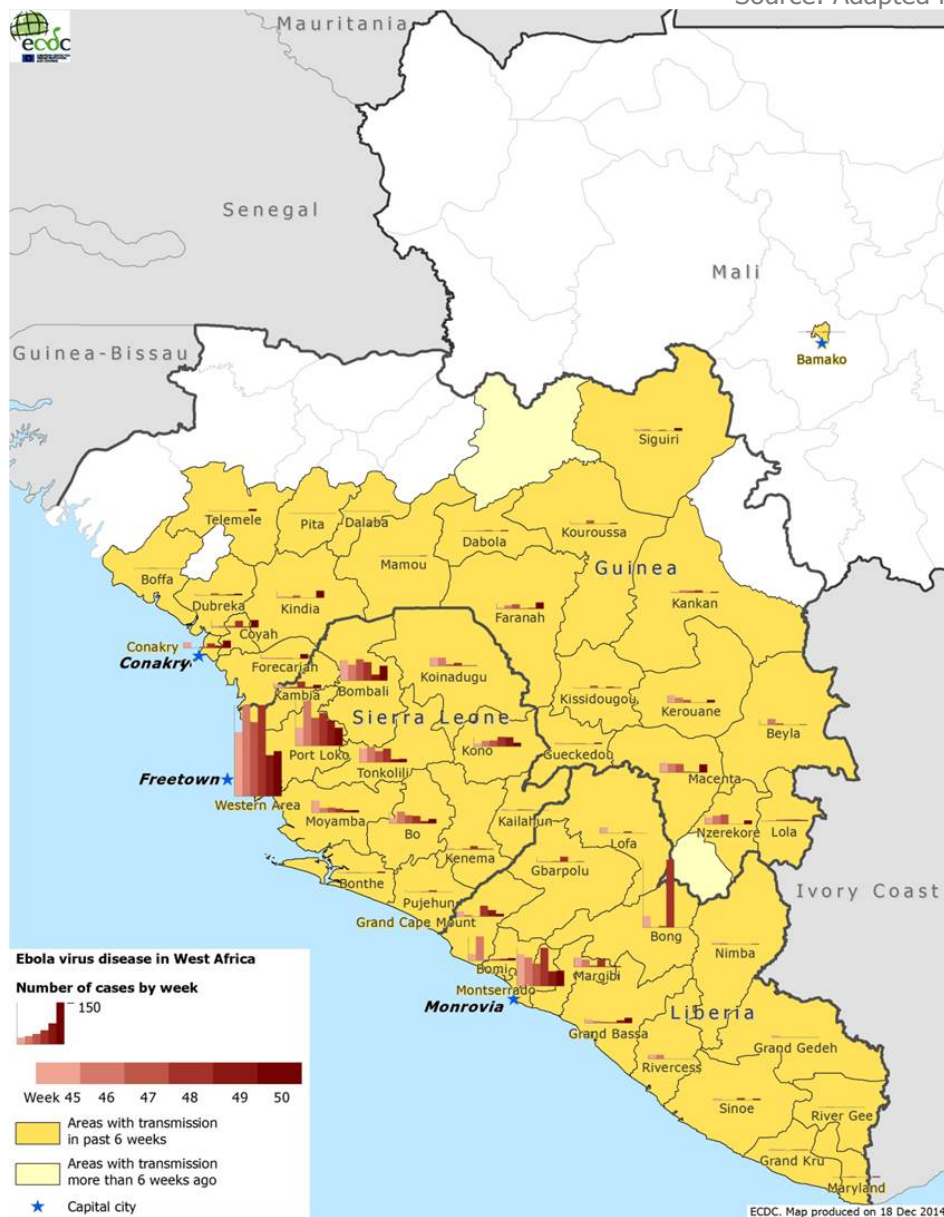 Source: Adapted
ecdc
Mauritania
Senegal
Mali
Guinea-Bissau
Bamako
Siguiri
Telemele
Pita
Dalaba
Dabola
Kouroussa
Mamou
Guinea
Boffa
Dubreka
Kindia
Faranah
Kankan
Coyah
Conakry
Conakry
Forecariah
Kambia
Bombali
Koinadugu
Kissidougou
Kerouane
Sierra Leone
Beyla
Port Loko
Kono
Gueckedou
Tonkolili
Macenta
Freetown
Western Area
Moyamba
Bo
Kailahun
Nzerekore
Lola
Lofa
Kenema
Gbarpolu
Bonthe
Ivory Coast
Pujehun
Grand Cape Mount
Bong
Nimba
Bomi
Margibi
Montserrado
Monrovia
Liberia
Grand Bassa
Grand Gedeh
Rivercess
Sinoe
River Gee
Grand Kru
Maryland
Ebola virus disease in West Africa
Number of cases by week
150
Week 45 46 47 48 49 50
Areas with transmission
in past 6 weeks
Areas with transmission
more than 6 weeks ago
Capital city
ECDC. Map produced on 18 Dec 2014